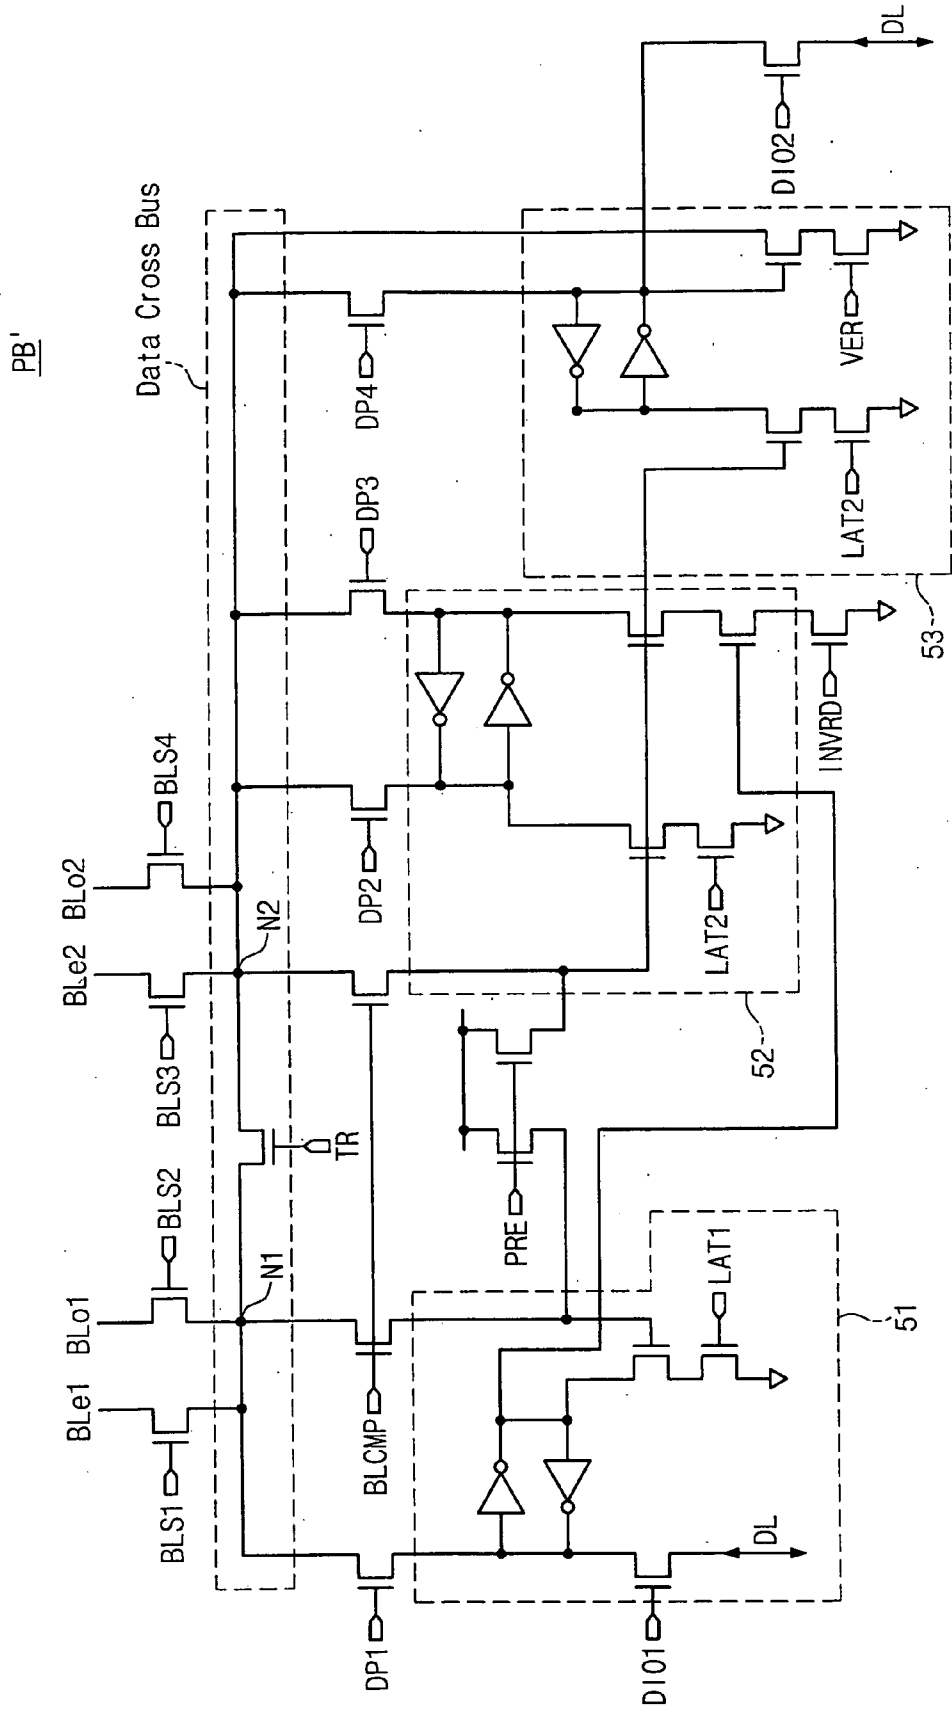 PB'
Data Cross Bus
BLe1
BLo1
BLe2
BLo2
BLS1
BLS2
BLS3
BLS4
N1
N2
TR
DP1
BLCMP
DP2
DP3
DP4
PRE
DIO1
DL
LAT1
51
LAT2
52
INVRD
LAT2
VER
53
DIO2
DL